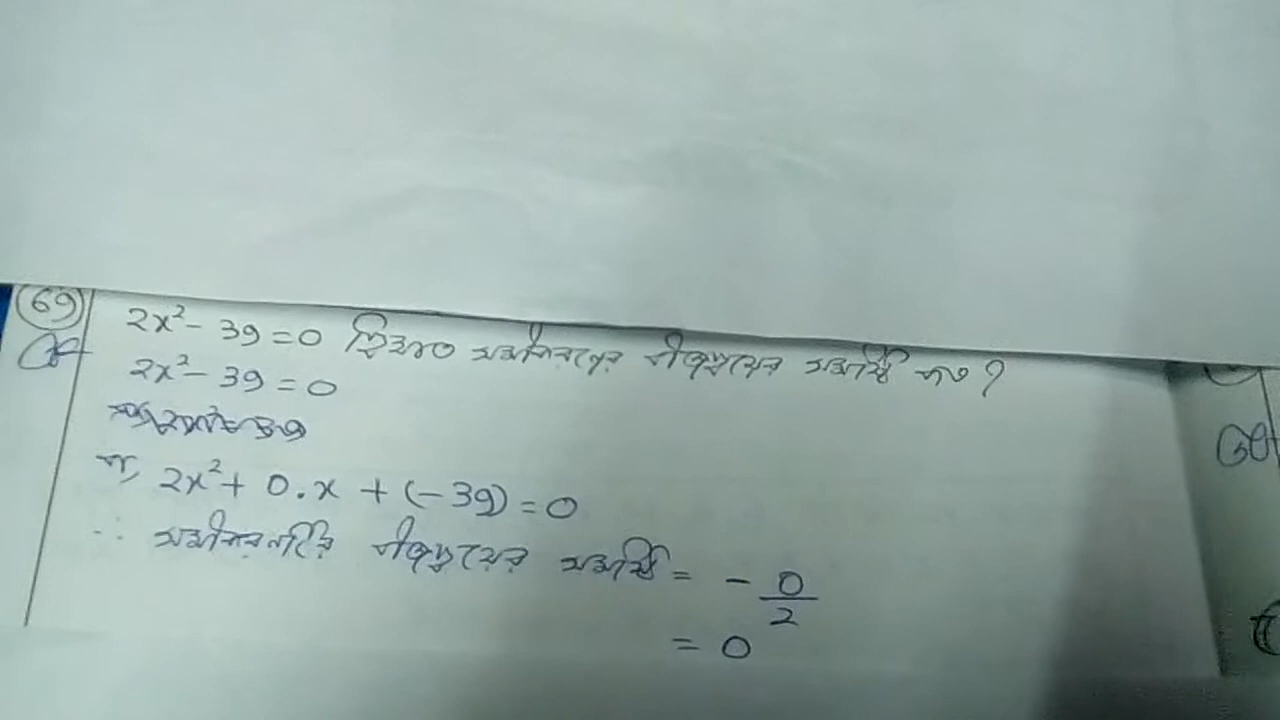 69 2x² - 39 = 0 দ্বিঘাত সমীকরণের বীজদ্বয়ের সমষ্টি কত ?
2x² - 39 = 0
বা, 2x² + 0.x + (-39) = 0
∴ সমীকরণটির বীজদ্বয়ের সমষ্টি = - 0/2
= 0